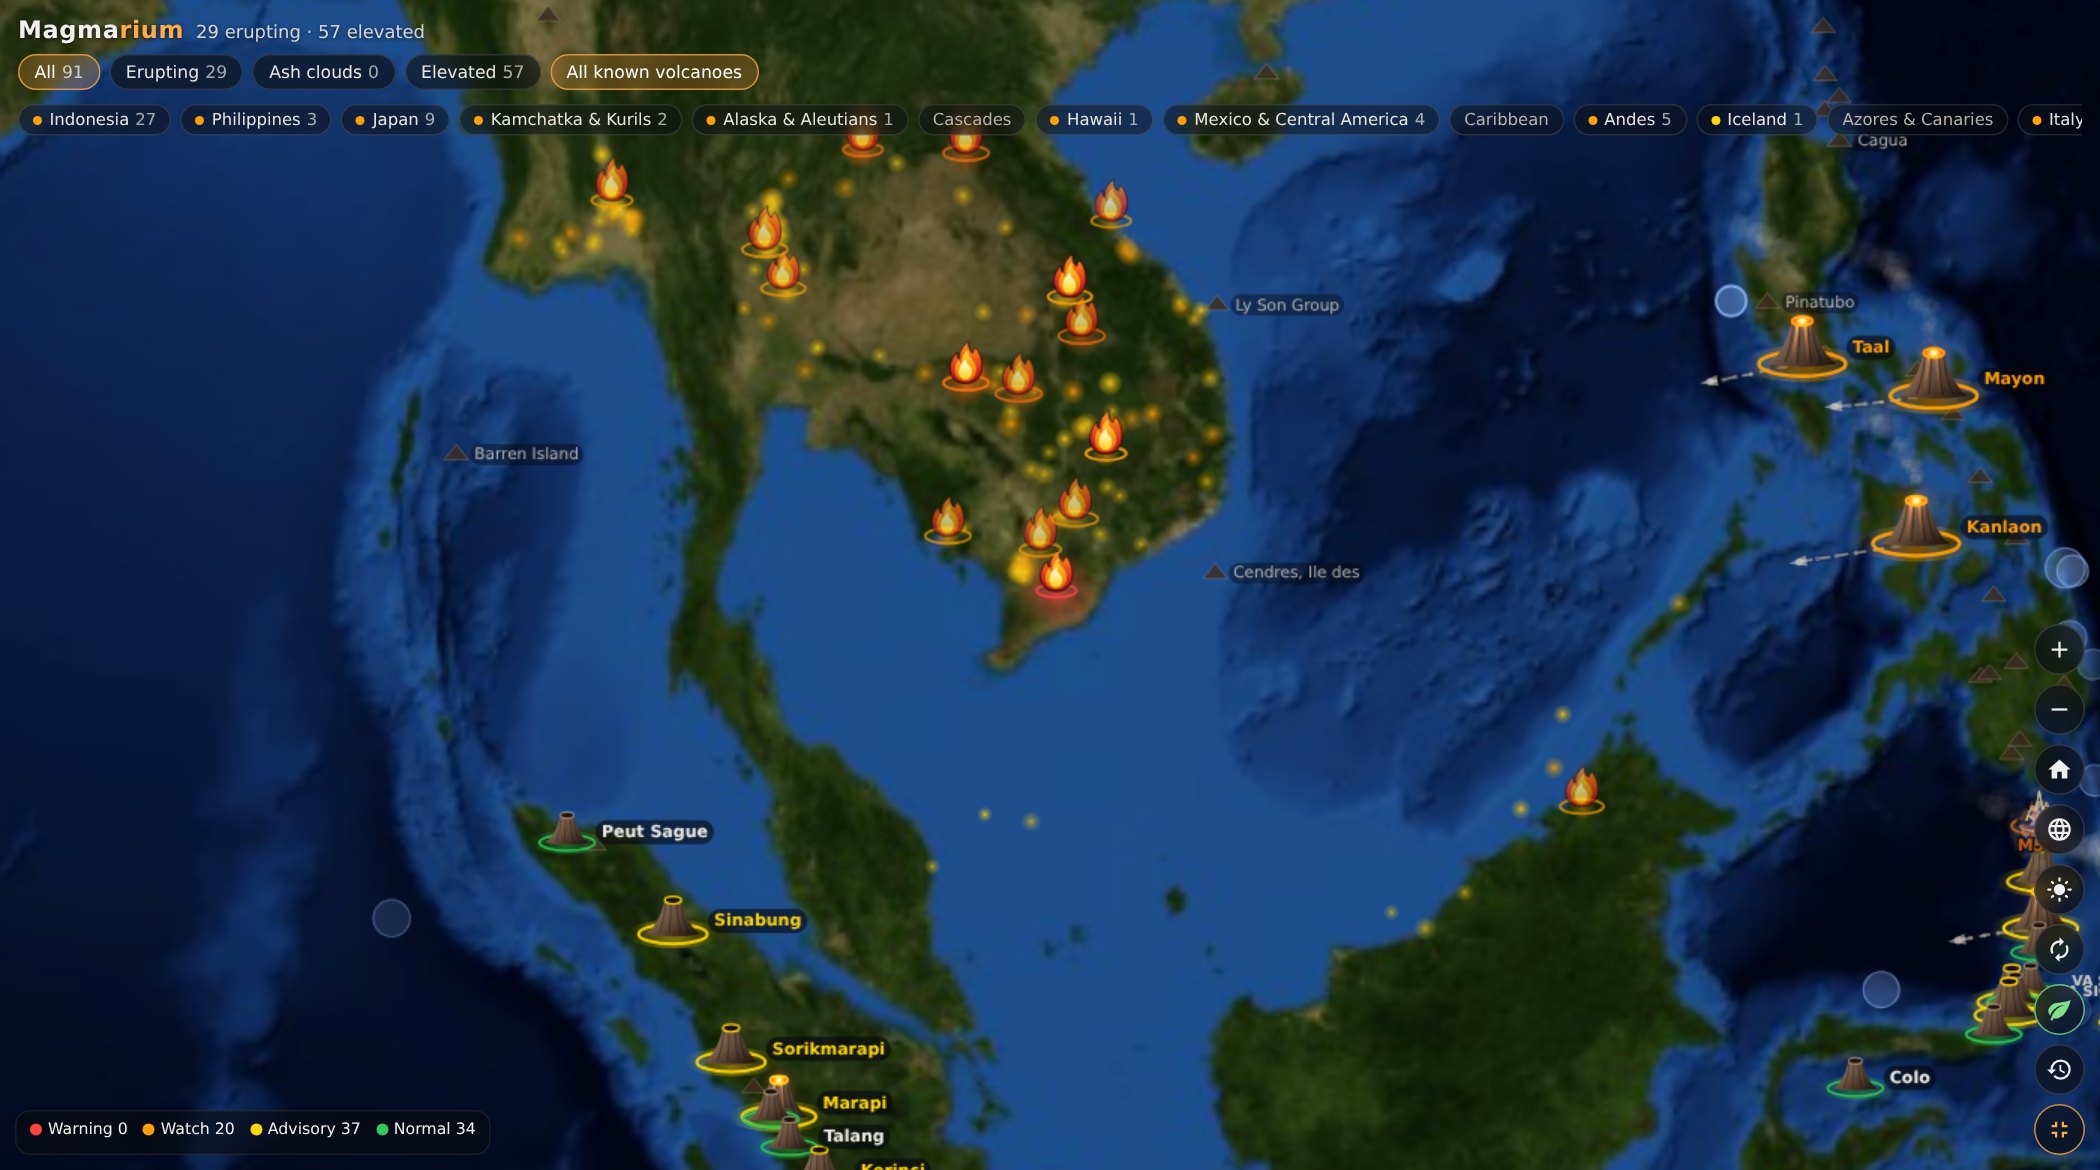 Magmarium 29 erupting · 57 elevated
All 91 Erupting 29 Ash clouds 0 Elevated 57 All known volcanoes
Indonesia 27 Philippines 3 Japan 9 Kamchatka & Kurils 2 Alaska & Aleutians 1 Cascades Hawaii 1 Mexico & Central America 4 Caribbean Andes 5 Iceland 1 Azores & Canaries Italy
Cagua
Pinatubo
Ly Son Group
Taal
Mayon
Barren Island
Kanlaon
Cendres, Ile des
Peut Sague
Sinabung
Sorikmarapi
Colo
Marapi
Talang
Kerinci
Warning 0 Watch 20 Advisory 37 Normal 34